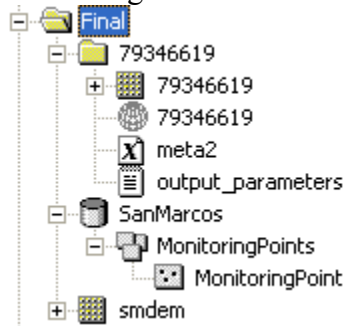 Final
79346619
79346619
79346619
meta2
output_parameters
SanMarcos
MonitoringPoints
MonitoringPoint
smdem